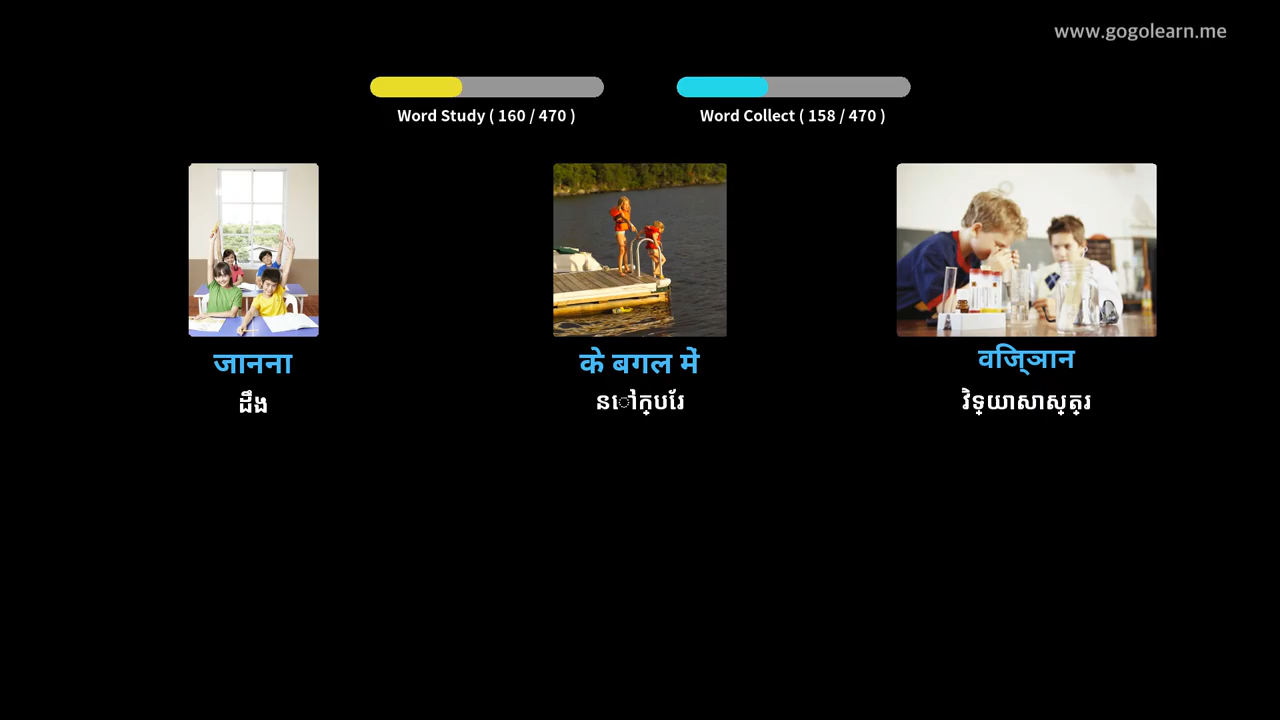 www.gogolearn.me
Word Study ( 160 / 470 )
Word Collect ( 158 / 470 )
जानना
के बगल में
विज्ञान
ដឹង
នៅក្បែរ
វិទ្យាសាស្ត្រ